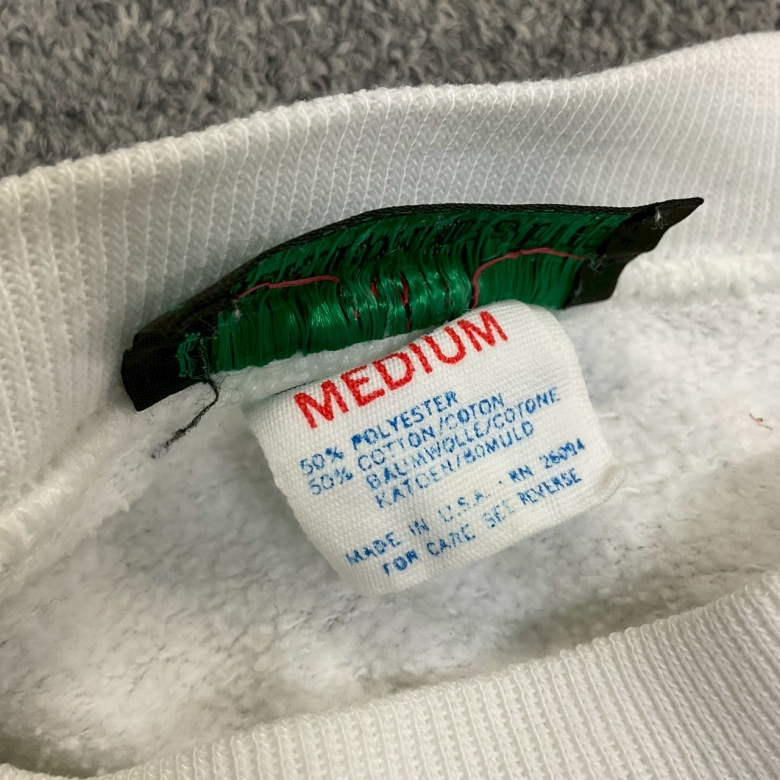 MEDIUM
50% POLYESTER
50% COTTON/COTON
BAUMWOLLE/COTONE
KATOEN/BOMULD
MADE IN U.S.A. · RN 26094
FOR CARE SEE REVERSE